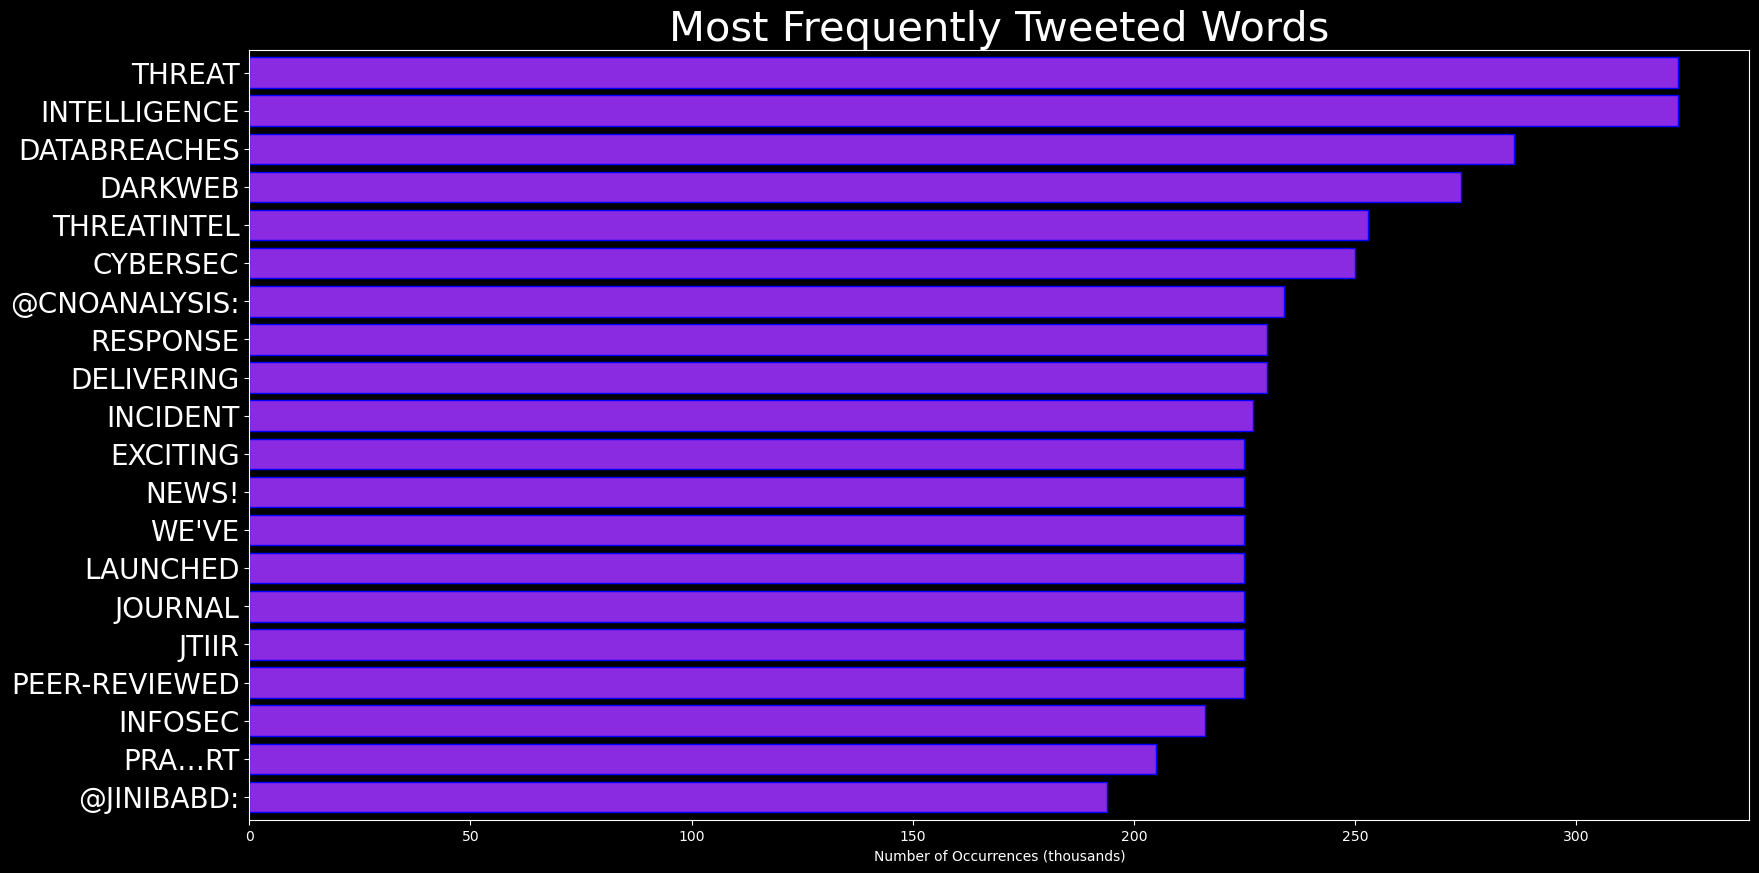 Most Frequently Tweeted Words
THREAT
INTELLIGENCE
DATABREACHES
DARKWEB
THREATINTEL
CYBERSEC
@CNOANALYSIS:
RESPONSE
DELIVERING
INCIDENT
EXCITING
NEWS!
WE'VE
LAUNCHED
JOURNAL
JTIIR
PEER-REVIEWED
INFOSEC
PRA…RT
@JINIBABD:
0 50 100 150 200 250 300
Number of Occurrences (thousands)